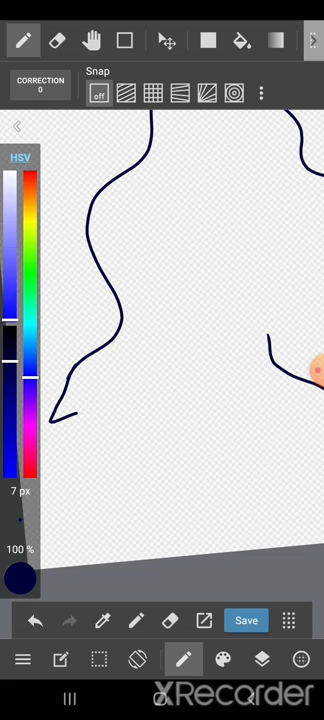 CORRECTION
0
Snap
off
HSV
7 px
100 %
Save
XRecorder